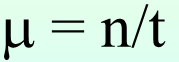 μ = n/t